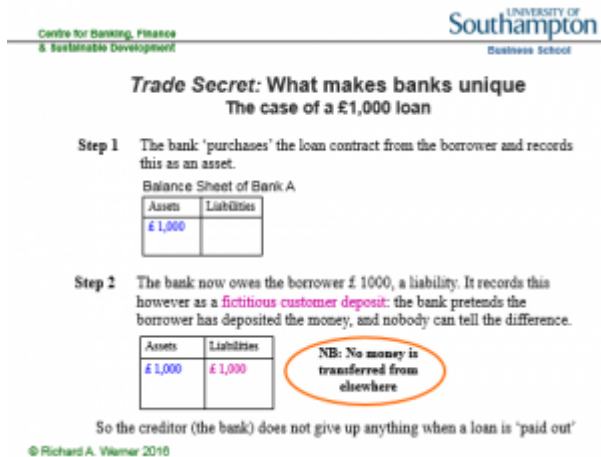 Centre for Banking, Finance
& Sustainable Development
UNIVERSITY OF
Southampton
Business School
Trade Secret: What makes banks unique
The case of a £1,000 loan
Step 1 The bank ‘purchases’ the loan contract from the borrower and records
this as an asset.
Balance Sheet of Bank A
Assets Liabilities
£ 1,000
Step 2 The bank now owes the borrower £ 1000, a liability. It records this
however as a fictitious customer deposit: the bank pretends the
borrower has deposited the money, and nobody can tell the difference.
Assets Liabilities
£ 1,000 £ 1,000
NB: No money is
transferred from
elsewhere
So the creditor (the bank) does not give up anything when a loan is ‘paid out’
© Richard A. Werner 2016